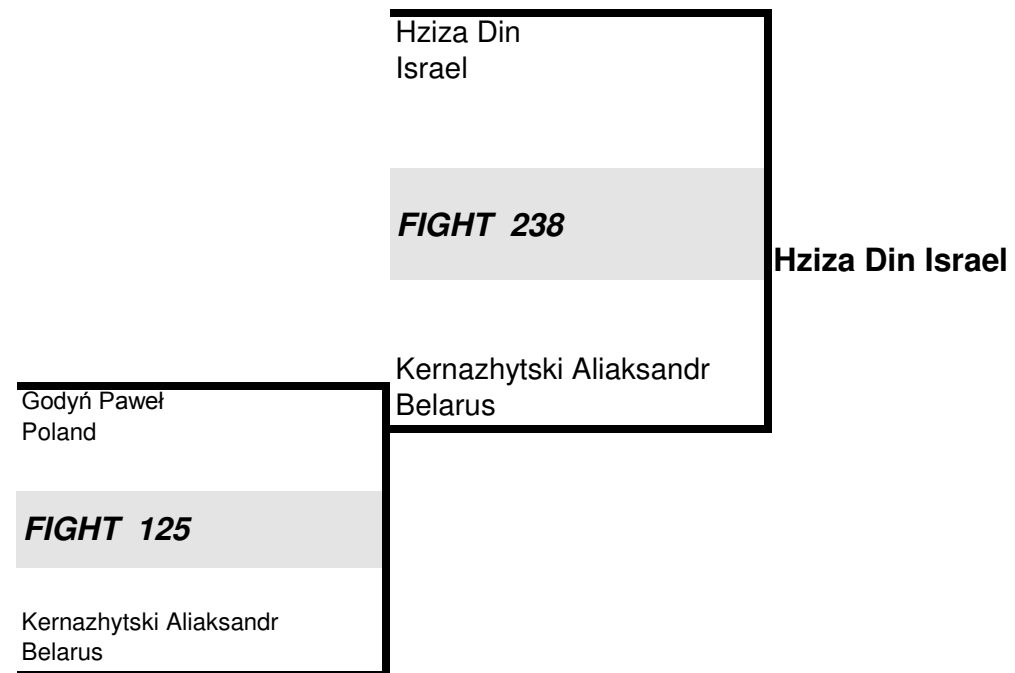 Hziza Din
Israel
FIGHT 238
Hziza Din Israel
Kernazhytski Aliaksandr
Belarus
Godyń Paweł
Poland
FIGHT 125
Kernazhytski Aliaksandr
Belarus